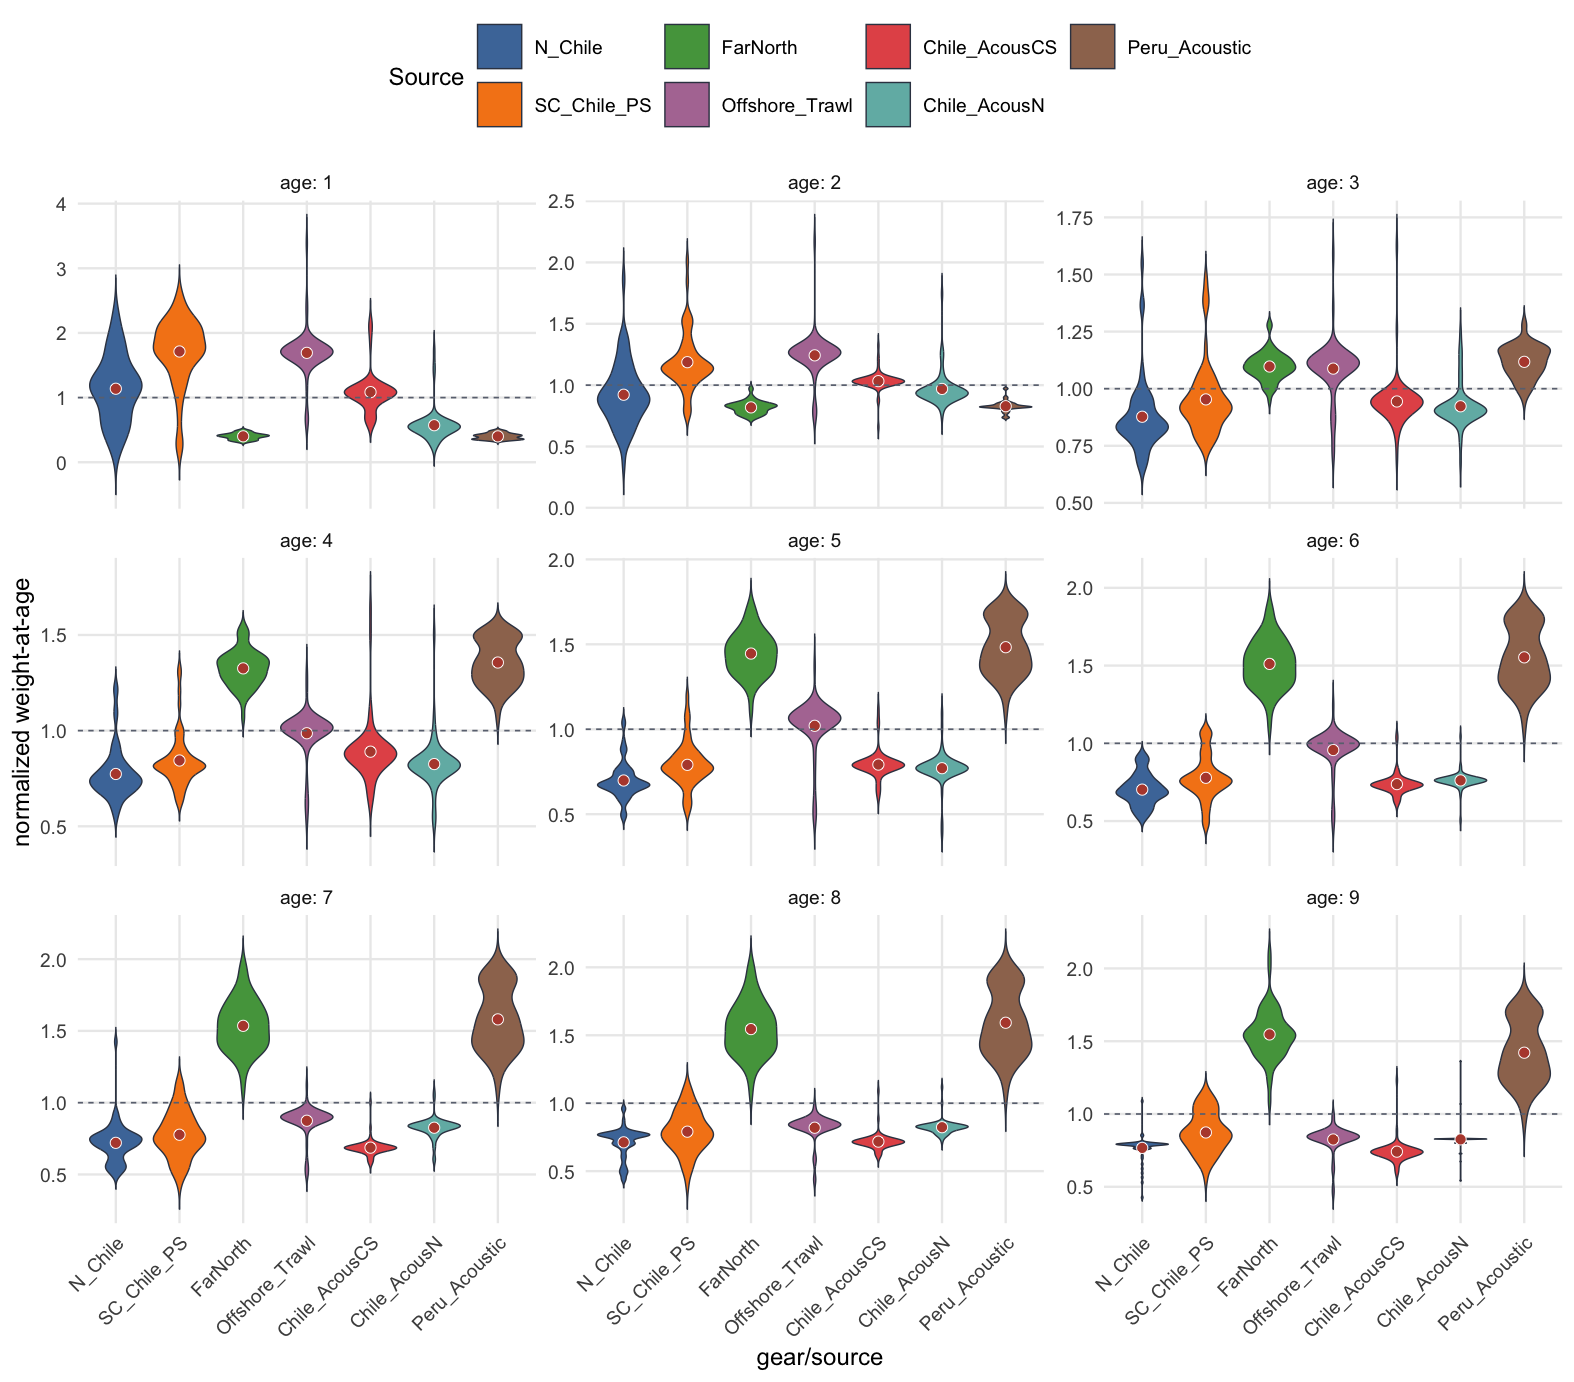 Source
N_Chile
FarNorth
Chile_AcousCS
Peru_Acoustic
SC_Chile_PS
Offshore_Trawl
Chile_AcousN
age: 1
age: 2
age: 3
4
3
2
1
0
2.5
2.0
1.5
1.0
0.5
0.0
1.75
1.50
1.25
1.00
0.75
0.50
age: 4
age: 5
age: 6
1.5
1.0
0.5
2.0
1.5
1.0
0.5
2.0
1.5
1.0
0.5
normalized weight-at-age
age: 7
age: 8
age: 9
2.0
1.5
1.0
0.5
2.0
1.5
1.0
0.5
2.0
1.5
1.0
0.5
N_Chile
SC_Chile_PS
FarNorth
Offshore_Trawl
Chile_AcousCS
Chile_AcousN
Peru_Acoustic
N_Chile
SC_Chile_PS
FarNorth
Offshore_Trawl
Chile_AcousCS
Chile_AcousN
Peru_Acoustic
N_Chile
SC_Chile_PS
FarNorth
Offshore_Trawl
Chile_AcousCS
Chile_AcousN
Peru_Acoustic
gear/source